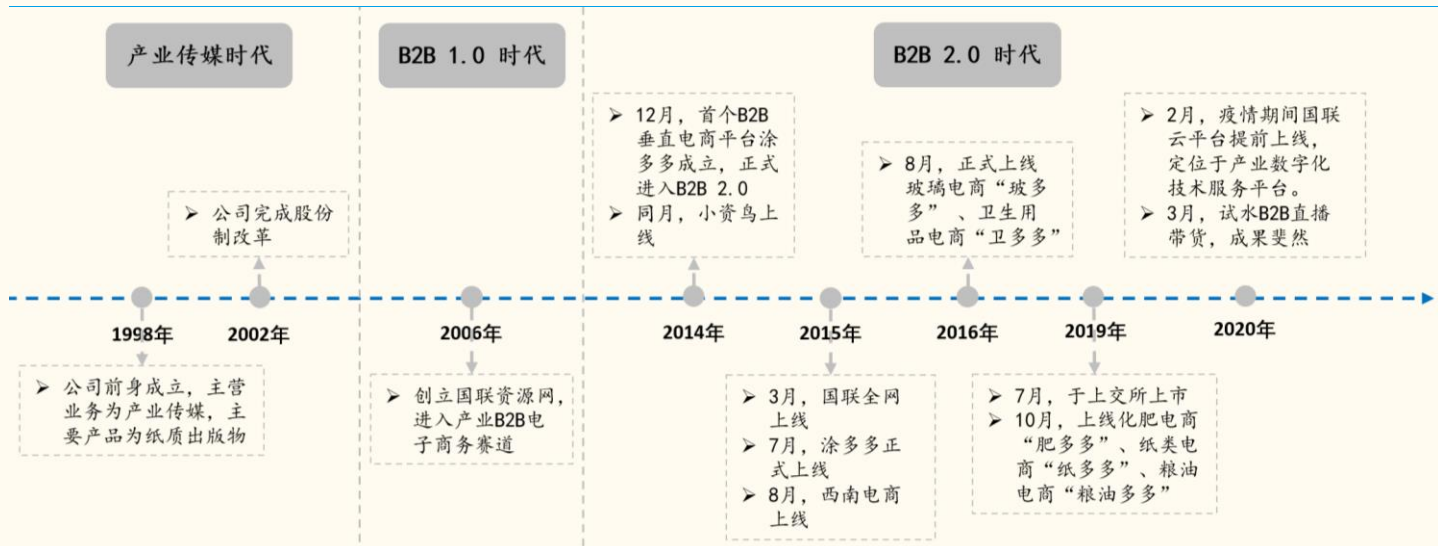 产业传媒时代
B2B 1.0 时代
B2B 2.0 时代
➢ 公司完成股份
制改革
➢ 12月，首个B2B
垂直电商平台涂
多多成立，正式
进入B2B 2.0
➢ 同月，小资鸟上
线
➢ 8月，正式上线
玻璃电商“玻多
多”、卫生用
品电商“卫多多”
➢ 2月，疫情期间国联
云平台提前上线，
定位于产业数字化
技术服务平台。
➢ 3月，试水B2B直播
带货，成果斐然
1998年
2002年
2006年
2014年
2015年
2016年
2019年
2020年
➢ 公司前身成立，主营
业务为产业传媒，主
要产品为纸质出版物
➢ 创立国联资源网，
进入产业B2B电
子商务赛道
➢ 3月，国联全网
上线
➢ 7月，涂多多正
式上线
➢ 8月，西南电商
上线
➢ 7月，于上交所上市
➢ 10月，上线化肥电商
“肥多多”、纸类电
商“纸多多”、粮油
电商“粮油多多”